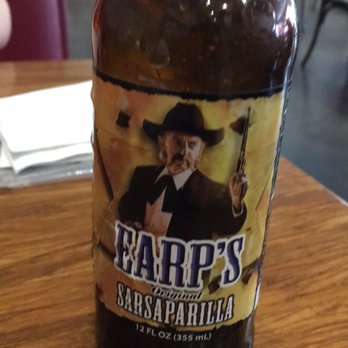 EARP'S
Original
SARSAPARILLA
12 FL OZ (355 mL)